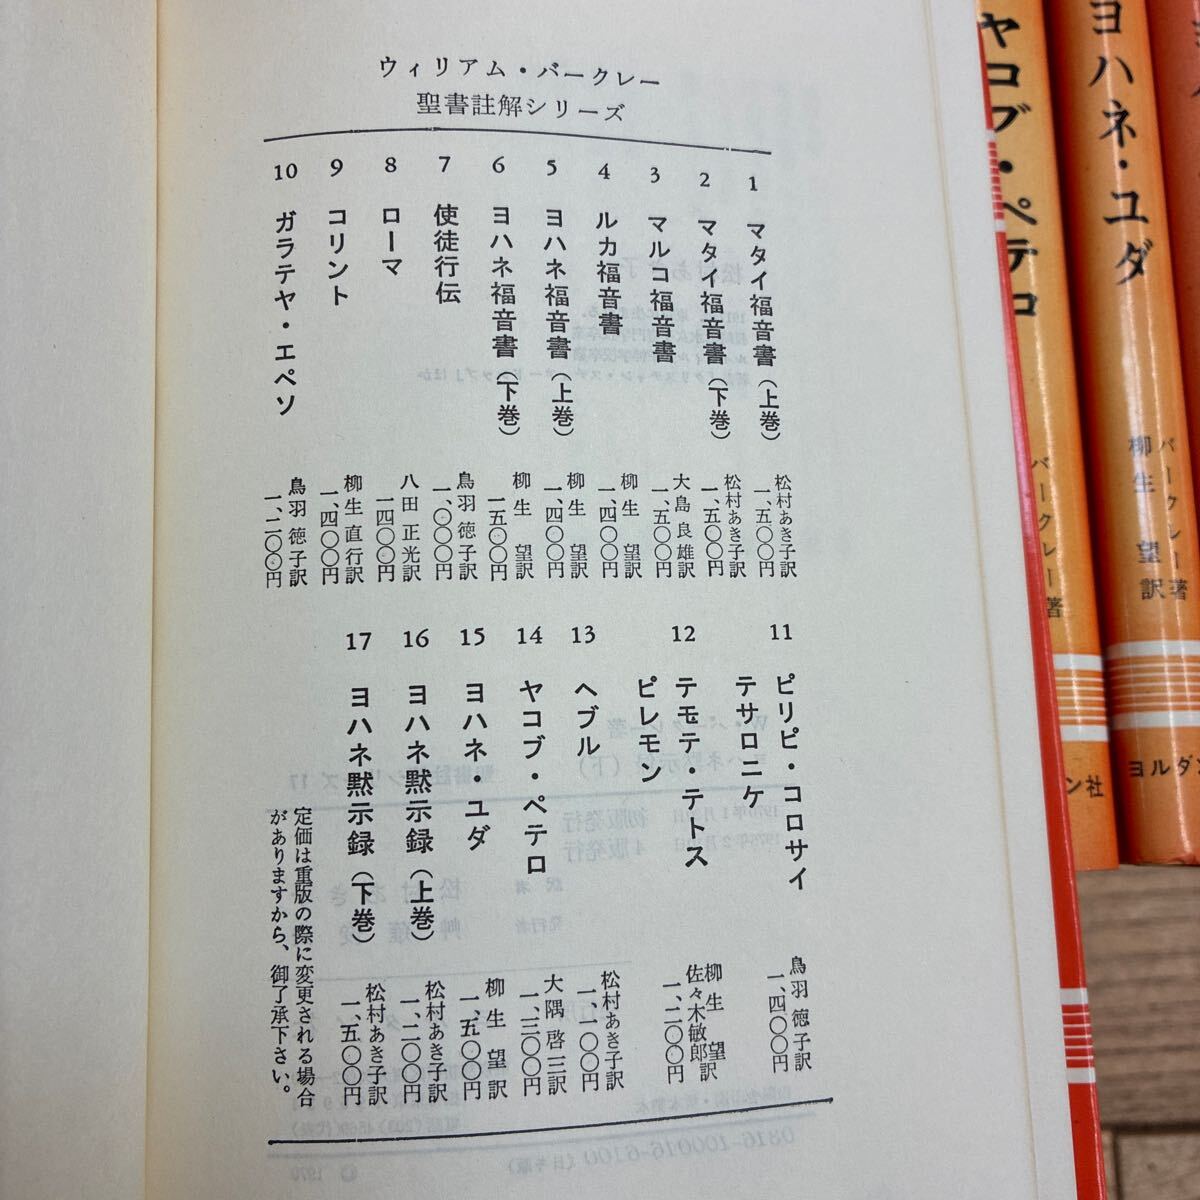 ウィリアム・バークレー
聖書註解シリーズ
1 マタイ福音書（上巻） 松村あき子訳 一、五〇〇円
2 マタイ福音書（下巻） 松村あき子訳 一、五〇〇円
3 マルコ福音書 大島良雄訳 一、五〇〇円
4 ルカ福音書 柳生望訳 一、四〇〇円
5 ヨハネ福音書（上巻） 柳生望訳 一、四〇〇円
6 ヨハネ福音書（下巻） 柳生望訳 一五〇〇円
7 使徒行伝 鳥羽徳子訳 一、〇〇〇円
8 ローマ 八田正光訳 一四〇〇円
9 コリント 柳生直行訳 一、四〇〇円
10 ガラテヤ・エペソ 鳥羽徳子訳 一、二〇〇円
11 ピリピ・コロサイ
テサロニケ 鳥羽徳子訳 一、四〇〇円
12 テモテ・テトス
ピレモン 柳生望訳
佐々木敏郎訳 一、二〇〇円
13 ヘブル 松村あき子訳 一、一〇〇円
14 ヤコブ・ペテロ 大隅啓三訳 一、三〇〇円
15 ヨハネ・ユダ 柳生望訳 一、五〇〇円
16 ヨハネ黙示録（上巻） 松村あき子訳 一、二〇〇円
17 ヨハネ黙示録（下巻） 松村あき子訳 一、五〇〇円
定価は重版の際に変更される場合
がありますから、御了承下さい。
ヨハネ・ユダ
バークレー著
柳生望訳
ヨルダン
ヤコブ・ペテロ
バークレー著
ン社